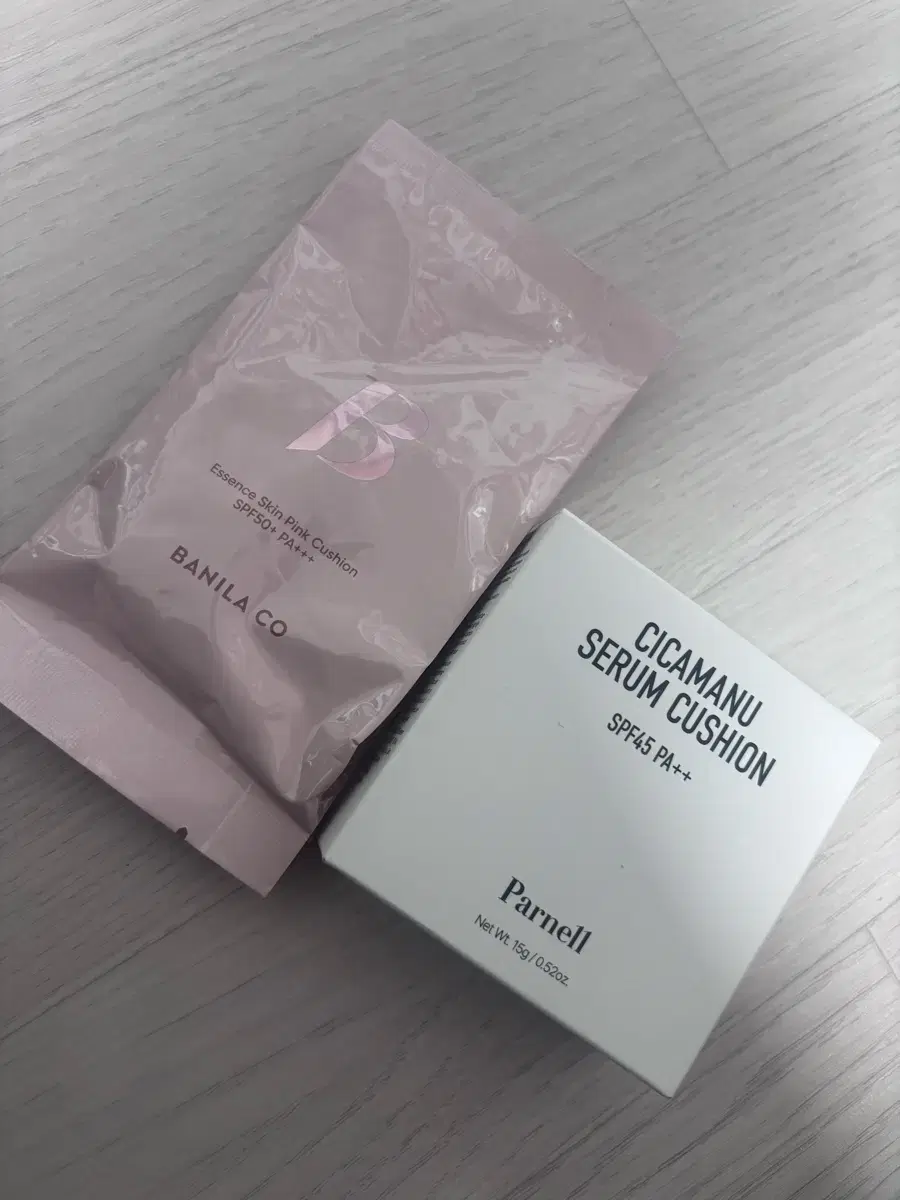 B
Essence Skin Pink Cushion
SPF50+ PA+++
BANILA CO
CICAMANU
SERUM CUSHION
SPF45 PA++
Parnell
Net Wt. 15g / 0.52oz.